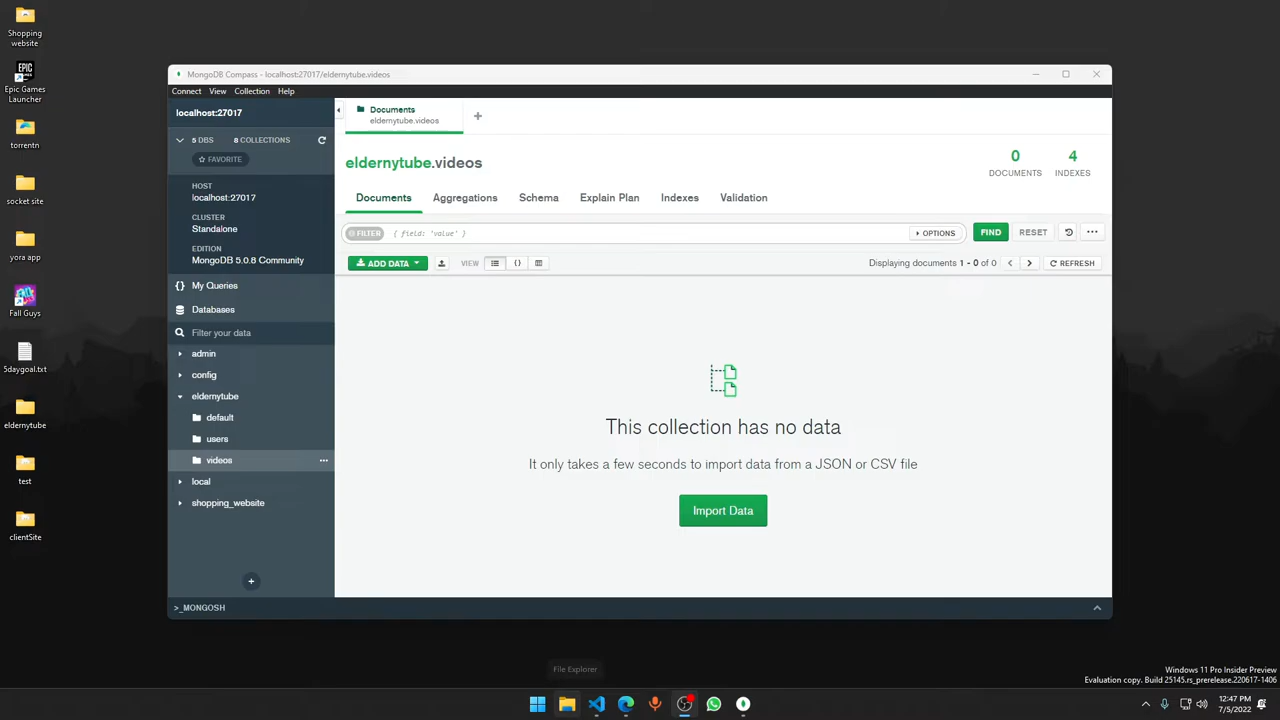 Shopping
website
Epic Games
Launcher
torrentn
socket site
yora app
Fall Guys
5daygoal.txt
eldernytube
test
clientSite
MongoDB Compass - localhost:27017/eldernytube.videos
Connect View Collection Help
localhost:27017
5 DBS 8 COLLECTIONS
FAVORITE
HOST
localhost:27017
CLUSTER
Standalone
EDITION
MongoDB 5.0.8 Community
{} My Queries
Databases
Filter your data
admin
config
eldernytube
default
users
videos ...
local
shopping_website
+
>_MONGOSH
Documents
eldernytube.videos
+
eldernytube.videos
0
DOCUMENTS
4
INDEXES
Documents Aggregations Schema Explain Plan Indexes Validation
FILTER { field: 'value' } OPTIONS FIND RESET ...
ADD DATA VIEW {} Displaying documents 1 - 0 of 0 < > REFRESH
This collection has no data
It only takes a few seconds to import data from a JSON or CSV file
Import Data
File Explorer
Windows 11 Pro Insider Preview
Evaluation copy. Build 25145.rs_prerelease.220617-1406
12:47 PM
7/5/2022